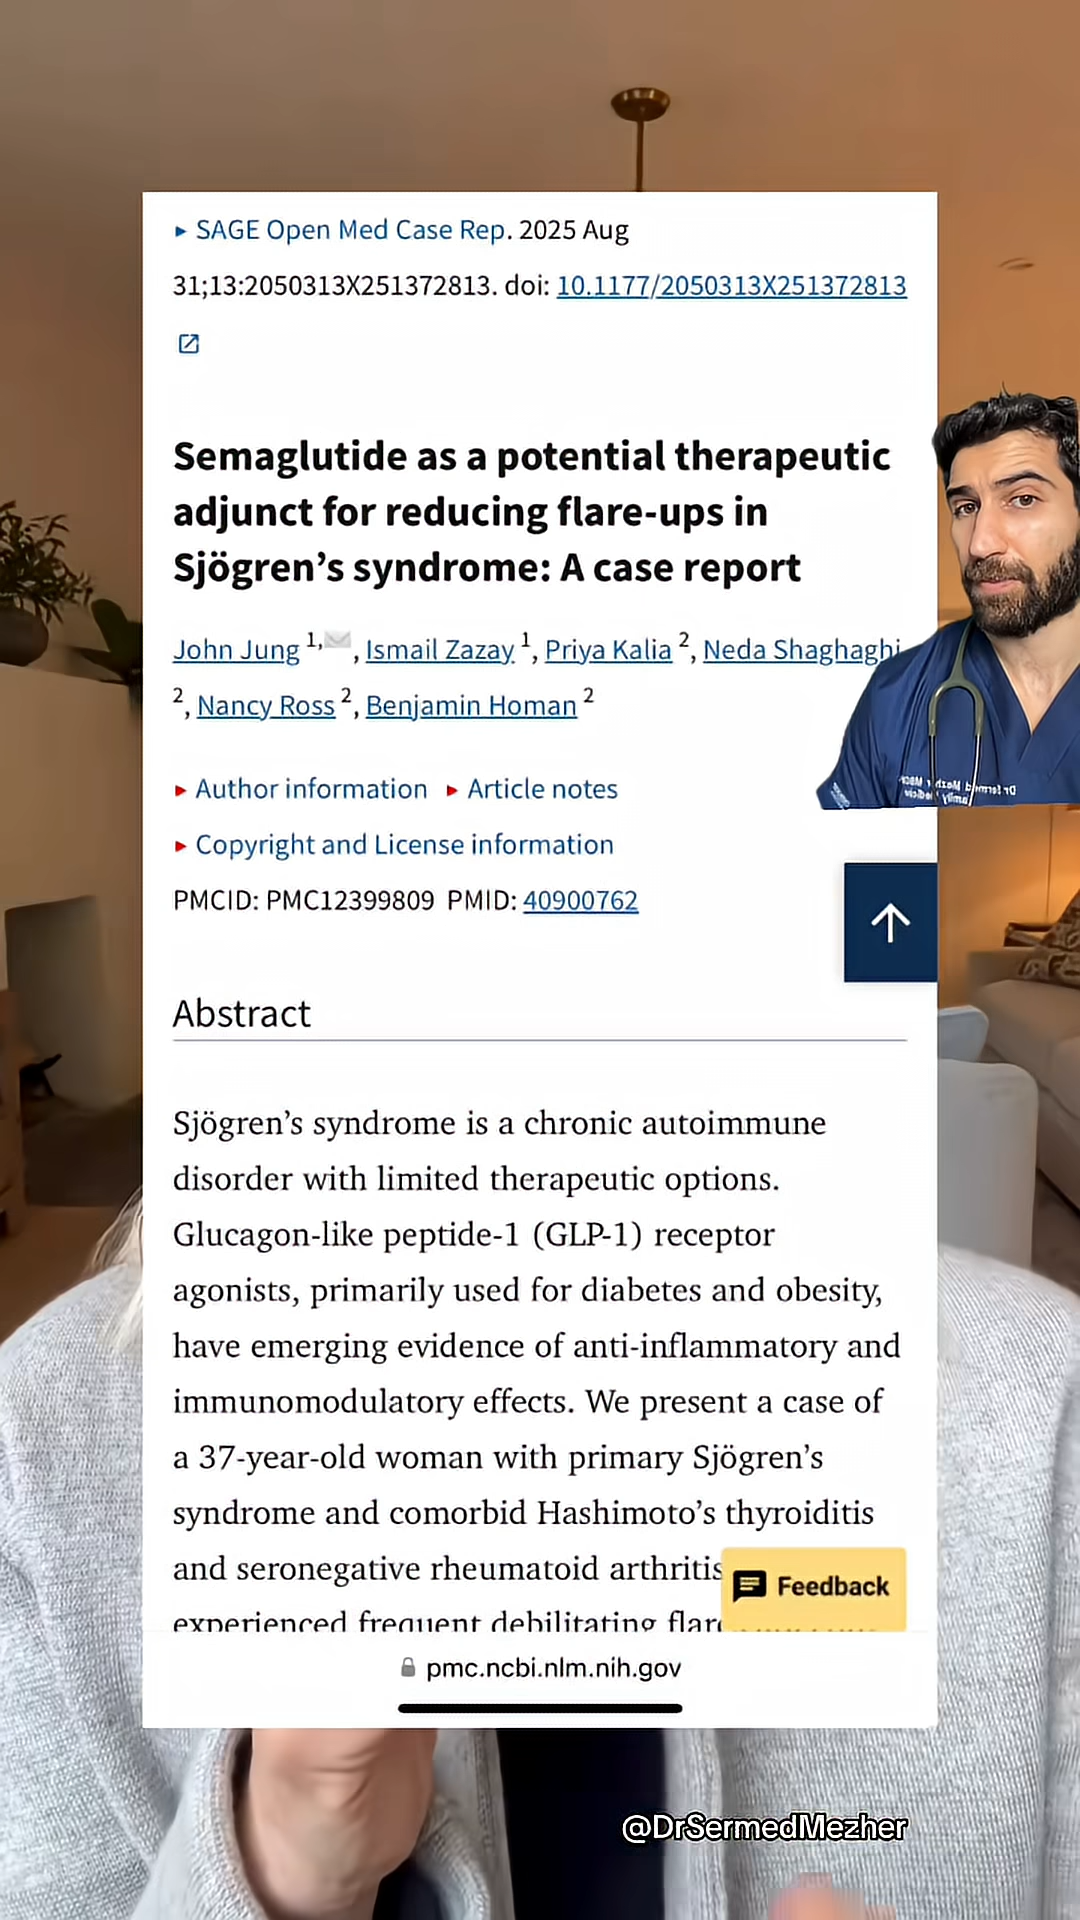 ▸ SAGE Open Med Case Rep. 2025 Aug
31;13:2050313X251372813. doi: 10.1177/2050313X251372813
Semaglutide as a potential therapeutic
adjunct for reducing flare-ups in
Sjögren’s syndrome: A case report
John Jung 1, , Ismail Zazay 1, Priya Kalia 2, Neda Shaghaghi
2, Nancy Ross 2, Benjamin Homan 2
▸ Author information ▸ Article notes
▸ Copyright and License information
PMCID: PMC12399809 PMID: 40900762
Abstract
Sjögren’s syndrome is a chronic autoimmune
disorder with limited therapeutic options.
Glucagon-like peptide-1 (GLP-1) receptor
agonists, primarily used for diabetes and obesity,
have emerging evidence of anti-inflammatory and
immunomodulatory effects. We present a case of
a 37-year-old woman with primary Sjögren’s
syndrome and comorbid Hashimoto’s thyroiditis
and seronegative rheumatoid arthritis
experienced frequent debilitating
Feedback
pmc.ncbi.nlm.nih.gov
Dr Sermed Mezher
@DrSermedMezher